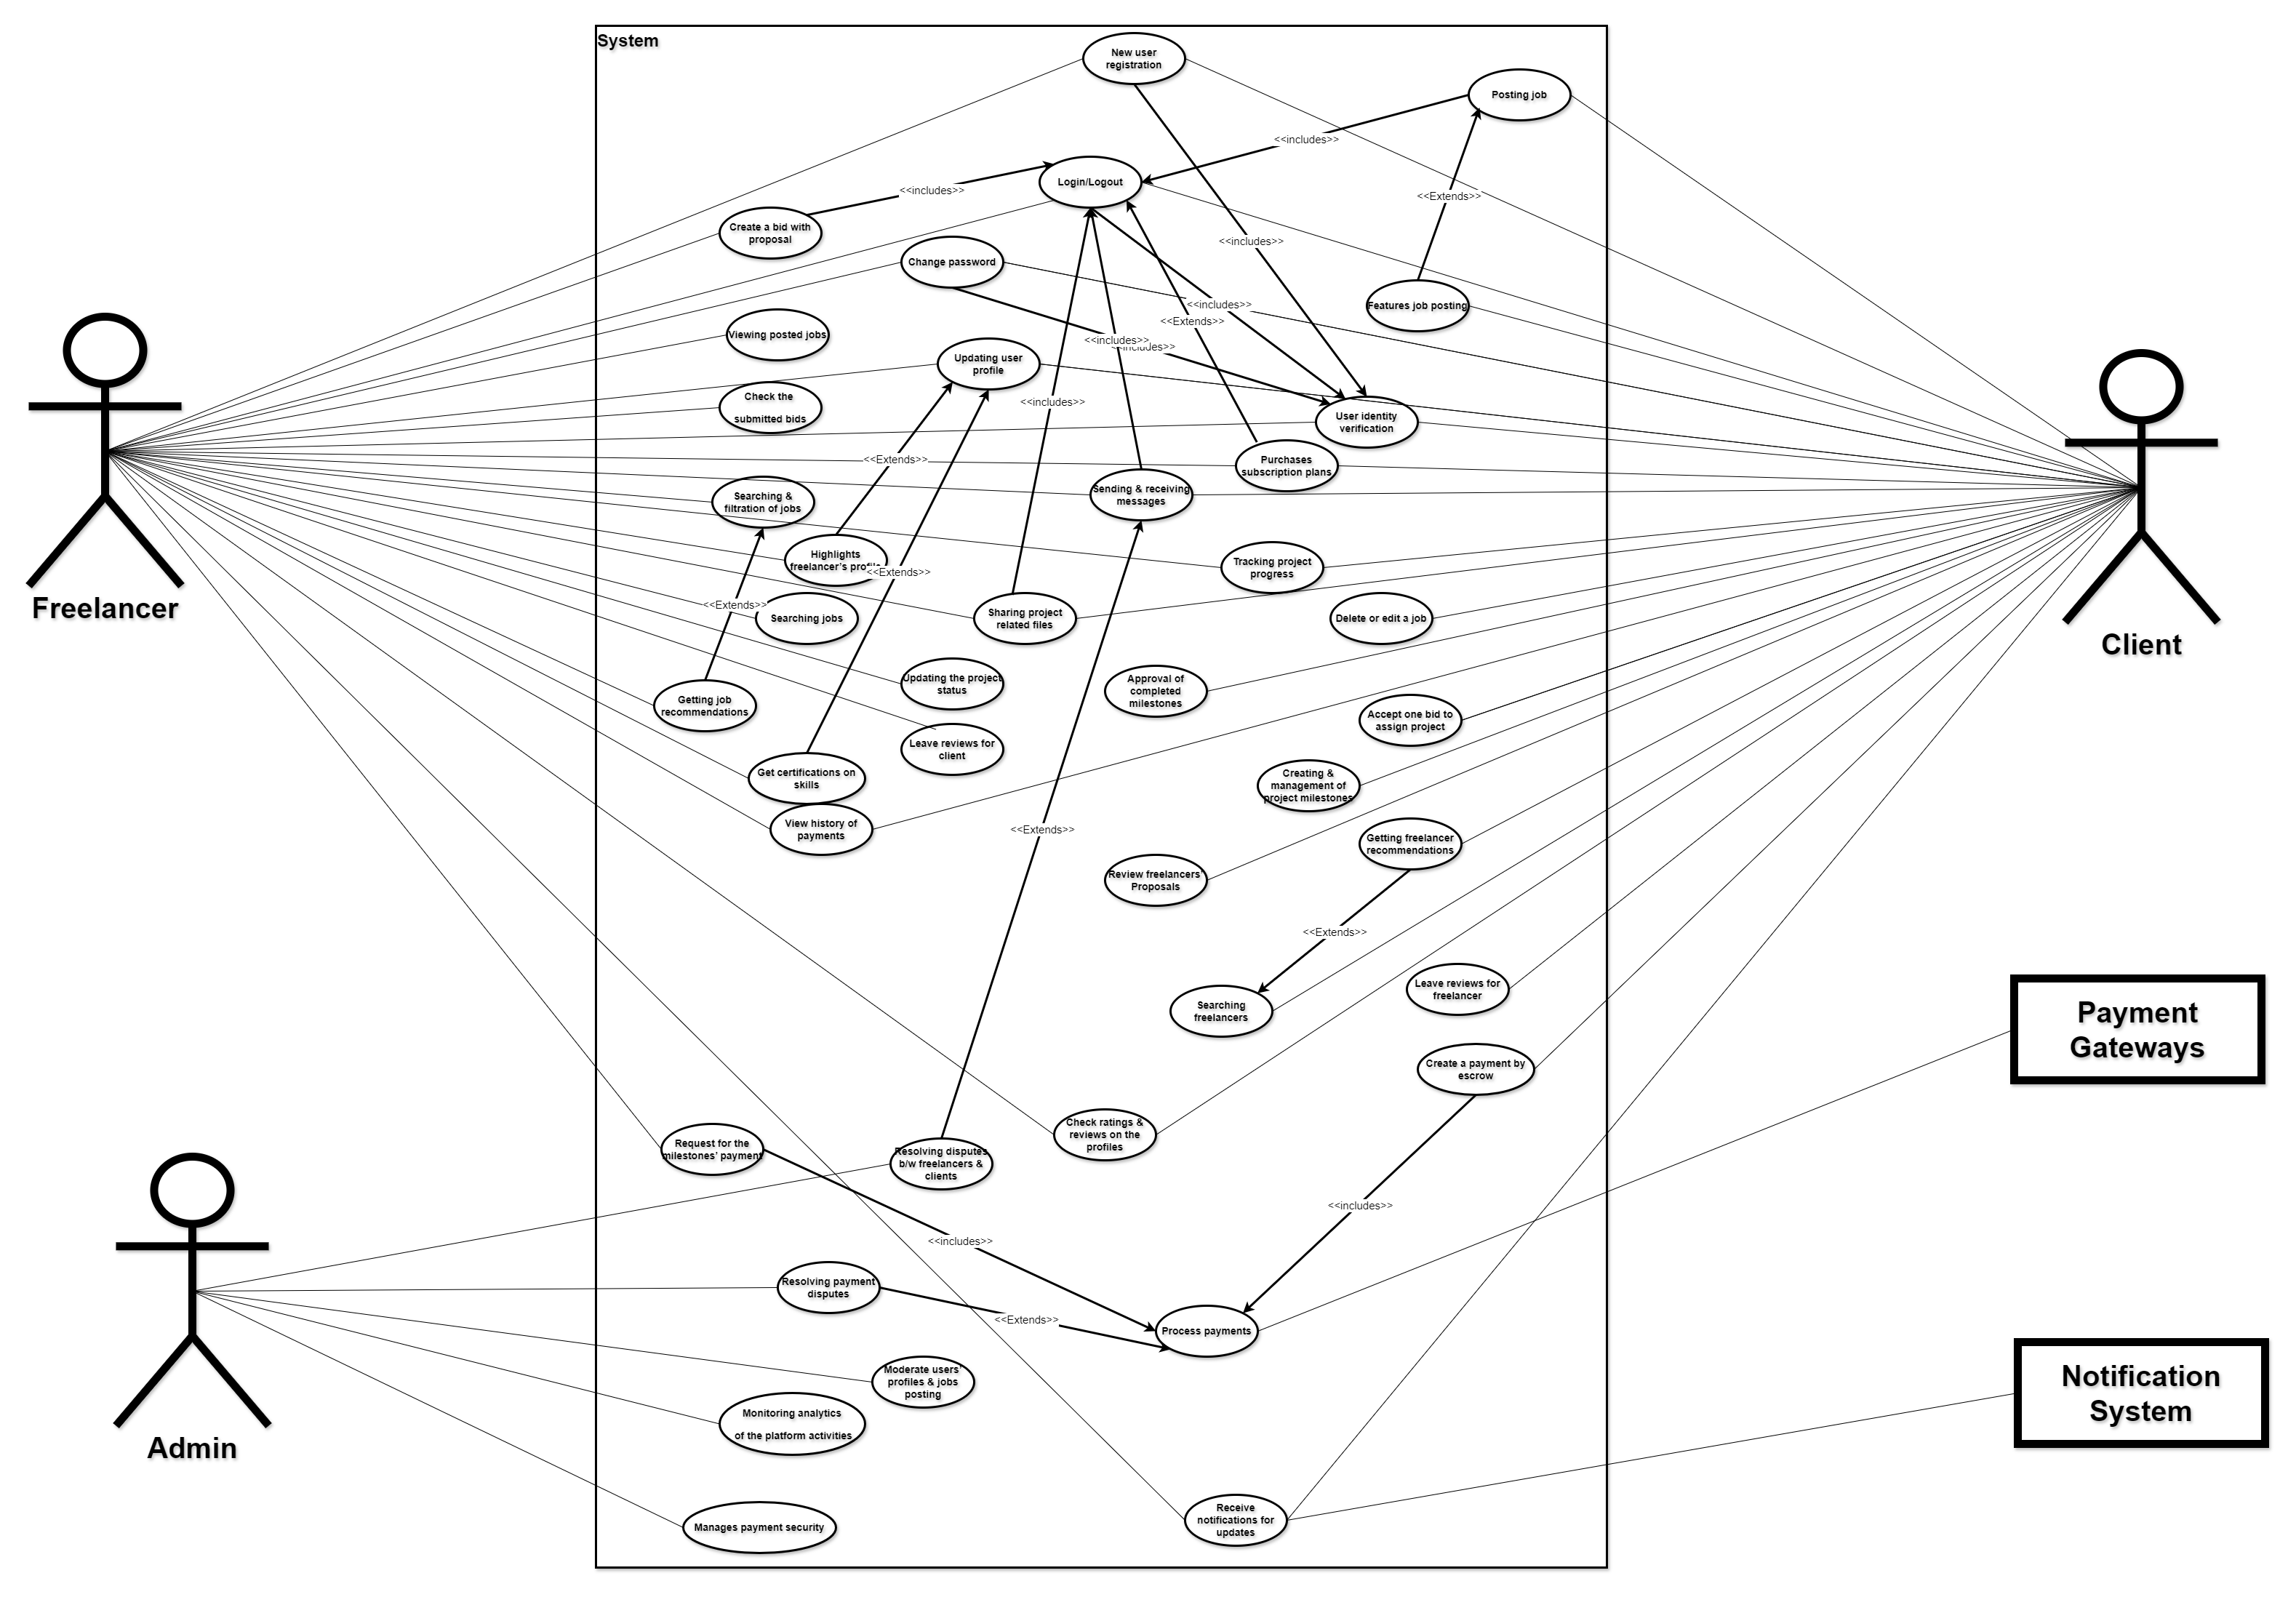 System
New user
registration
Posting job
<<includes>>
Login/Logout
<<includes>>
<<Extends>>
Create a bid with
proposal
<<includes>>
Change password
<<includes>>
Features job posting
<<Extends>>
Viewing posted jobs
<<includes>>
<<includes>>
Updating user
profile
Check the
submitted bids
<<includes>>
User identity
verification
<<Extends>>
Purchases
subscription plans
Searching &
filtration of jobs
Sending & receiving
messages
Highlights
freelancer's profile
<<Extends>>
Tracking project
progress
<<Extends>>
Searching jobs
Sharing project
related files
Delete or edit a job
Freelancer
Client
Updating the project
status
Approval of
completed
milestones
Getting job
recommendations
Accept one bid to
assign project
Leave reviews for
client
Get certifications on
skills
Creating &
management of
project milestones
View history of
payments
<<Extends>>
Getting freelancer
recommendations
Review freelancers'
Proposals
<<Extends>>
Leave reviews for
freelancer
Searching
freelancers
Payment
Gateways
Create a payment by
escrow
Check ratings &
reviews on the
profiles
Request for the
milestones' payment
Resolving disputes
b/w freelancers &
clients
<<includes>>
<<includes>>
Resolving payment
disputes
<<Extends>>
Process payments
Moderate users'
profiles & jobs
posting
Notification
System
Monitoring analytics
of the platform activities
Admin
Receive
notifications for
updates
Manages payment security